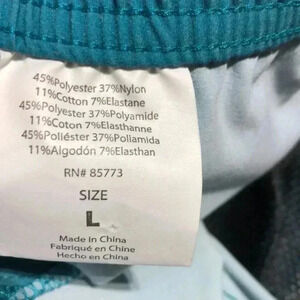 45%Polyester 37%Nylon
11%Cotton 7%Elastane
45%Polyester 37%Polyamide
11%Coton 7%Elasthanne
45%Poliéster 37%Poliamida
11%Algodón 7%Elasthan
RN# 85773
SIZE
L
Made in China
Fabriqué en Chine
Hecho en China